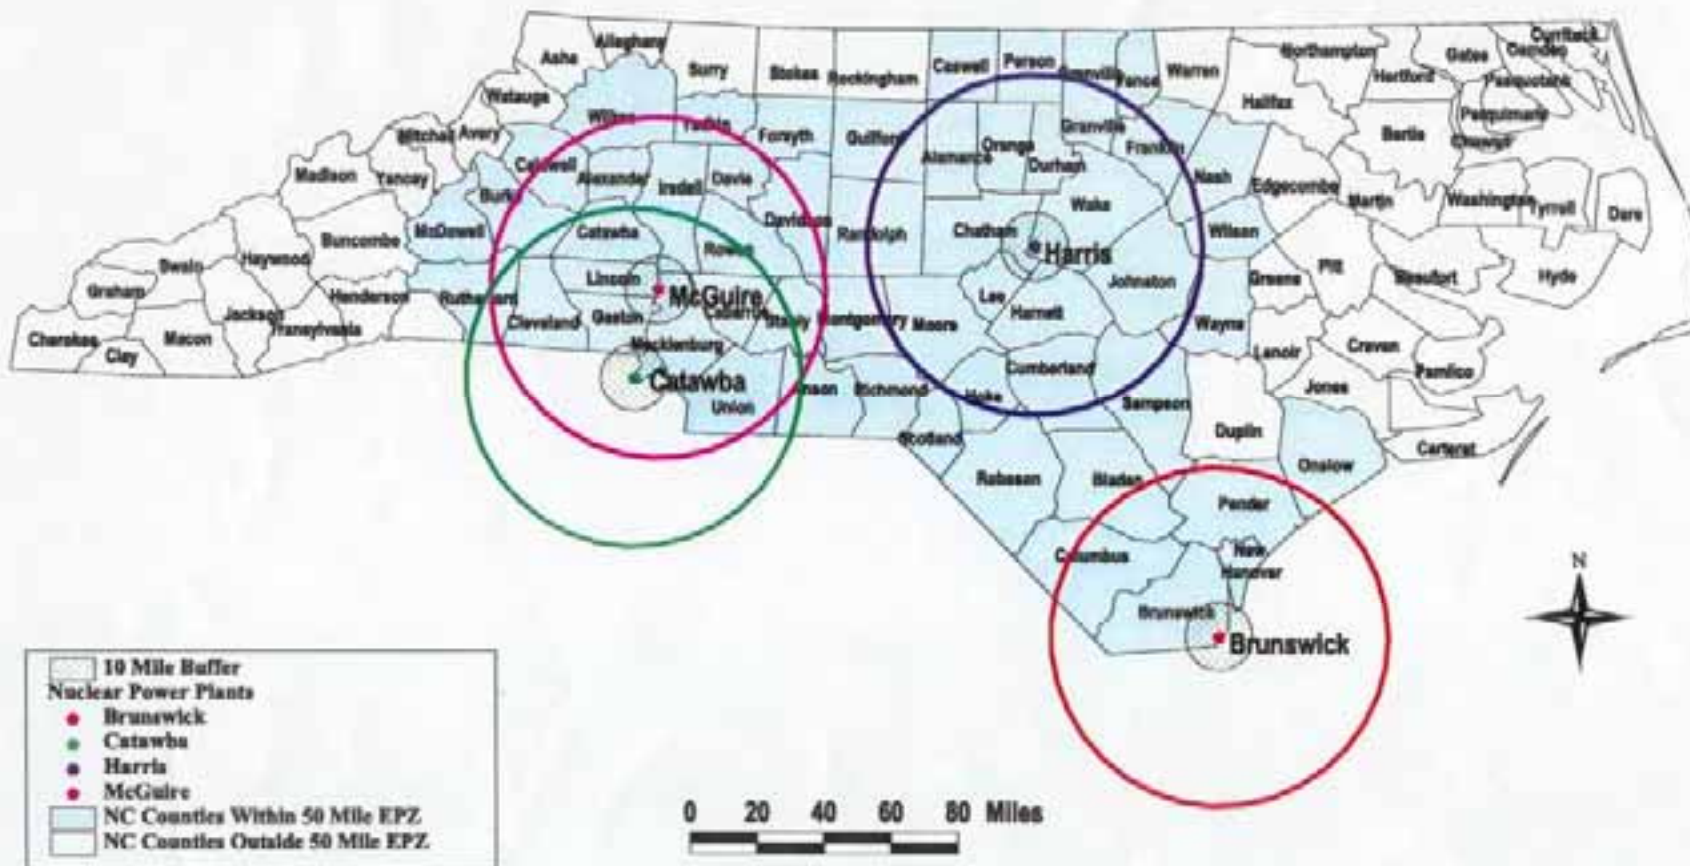 Currituck
Alleghany
Ashe
Northampton
Gates
Camden
Surry
Stokes
Rockingham
Caswell
Person
Granville
Vance
Warren
Hertford
Pasquotank
Watauga
Halifax
Perquimans
Wilkes
Yadkin
Forsyth
Guilford
Granville
Mitchell
Avery
Bertie
Chowan
Alamance
Orange
Durham
Franklin
Caldwell
Madison
Yancey
Alexander
Iredell
Davie
Nash
Edgecombe
Burke
Martin
Washington
Tyrrell
Dare
Wake
McDowell
Catawba
Davidson
Randolph
Chatham
Wilson
Buncombe
Haywood
Swain
Rowan
Harris
Pitt
Beaufort
Hyde
Graham
Lincoln
McGuire
Johnston
Greene
Henderson
Rutherford
Lee
Jackson
Transylvania
Cleveland
Gaston
Cabarrus
Stanly
Montgomery
Moore
Harnett
Wayne
Cherokee
Clay
Macon
Mecklenburg
Lenoir
Craven
Pamlico
Catawba
Cumberland
Jones
Union
Anson
Richmond
Hoke
Sampson
Duplin
Scotland
Carteret
Onslow
Robeson
Bladen
Pender
Columbus
New
Hanover
Brunswick
Brunswick
N
10 Mile Buffer
Nuclear Power Plants
Brunswick
Catawba
Harris
McGuire
NC Counties Within 50 Mile EPZ
NC Counties Outside 50 Mile EPZ
0 20 40 60 80 Miles